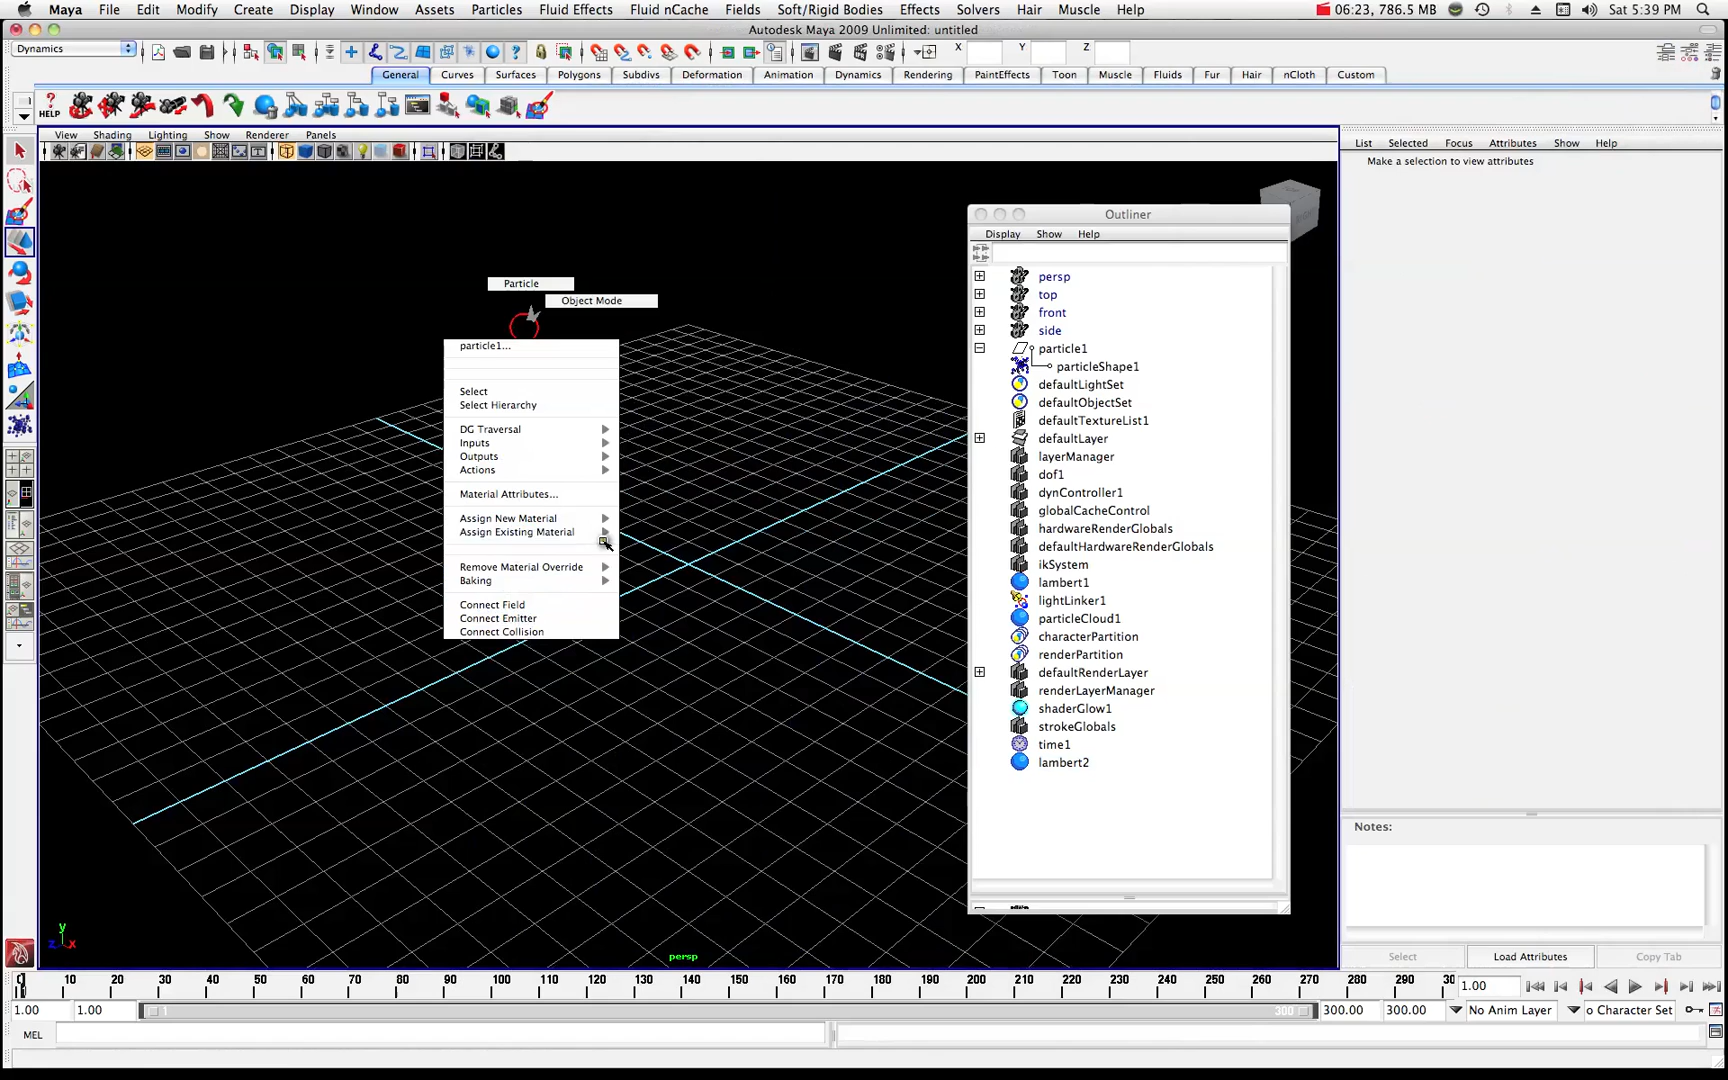 Maya File Edit Modify Create Display Window Assets Particles Fluid Effects Fluid nCache Fields Soft/Rigid Bodies Effects Solvers Hair Muscle Help 06:23, 786.5 MB Sat 5:39 PM
Autodesk Maya 2009 Unlimited: untitled
Dynamics X Y Z
General Curves Surfaces Polygons Subdivs Deformation Animation Dynamics Rendering PaintEffects Toon Muscle Fluids Fur Hair nCloth Custom
HELP
View Shading Lighting Show Renderer Panels
List Selected Focus Attributes Show Help
Make a selection to view attributes
Particle
Object Mode
particle1...
Select
Select Hierarchy
DG Traversal
Inputs
Outputs
Actions
Material Attributes...
Assign New Material
Assign Existing Material
Remove Material Override
Baking
Connect Field
Connect Emitter
Connect Collision
Outliner
Display Show Help
persp
top
front
side
particle1
particleShape1
defaultLightSet
defaultObjectSet
defaultTextureList1
defaultLayer
layerManager
dof1
dynController1
globalCacheControl
hardwareRenderGlobals
defaultHardwareRenderGlobals
ikSystem
lambert1
lightLinker1
particleCloud1
characterPartition
renderPartition
defaultRenderLayer
renderLayerManager
shaderGlow1
strokeGlobals
time1
lambert2
Notes:
y
z x
persp
Select Load Attributes Copy Tab
10 20 30 40 50 60 70 80 90 100 110 120 130 140 150 160 170 180 190 200 210 220 230 240 250 260 270 280 290 30 1.00
1.00 1.00 1 300 300.00 300.00 No Anim Layer o Character Set
MEL